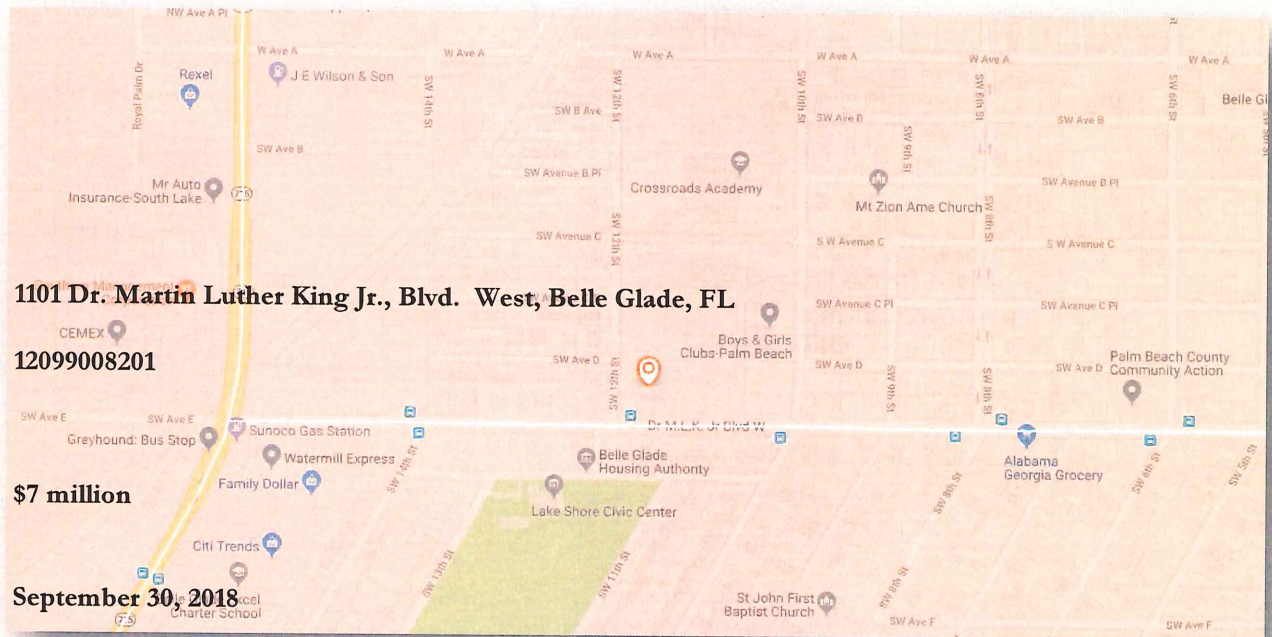 NW Ave A Pl
W Ave A
W Ave A
W Ave A
W Ave A
W Ave A
W Ave A
Royal Palm Dr
Rexel
J E Wilson & Son
SW 14th St
SW 12th St
SW 10th St
SW 6th St
SW B Ave
SW Ave B
SW Ave B
Belle Gl
SW 9th St
SW Ave B
SW Avenue B Pl
SW Avenue B Pl
Crossroads Academy
Mt Zion Ame Church
Mr Auto
Insurance-South Lake
SW 12th St
SW 8th St
SW Avenue C
S W Avenue C
S W Avenue C
1101 Dr. Martin Luther King Jr., Blvd. West, Belle Glade, FL
SW Avenue C Pl
SW Avenue C Pl
CEMEX
Boys & Girls
Clubs-Palm Beach
12099008201
SW Ave D
SW 12th St
SW Ave D
SW 9th St
SW 8th St
SW Ave D
Palm Beach County
Community Action
SW Ave E
SW Ave E
Dr M.L.K. Jr Blvd W
Greyhound: Bus Stop
Sunoco Gas Station
Watermill Express
Family Dollar
SW 14th St
Belle Glade
Housing Authority
Alabama
Georgia Grocery
SW 9th St
SW 6th St
SW 5th St
$7 million
Lake Shore Civic Center
Citi Trends
SW 13th St
SW 11th St
September 30, 2018
Charter School
St John First
Baptist Church
SW Ave F
SW Ave F